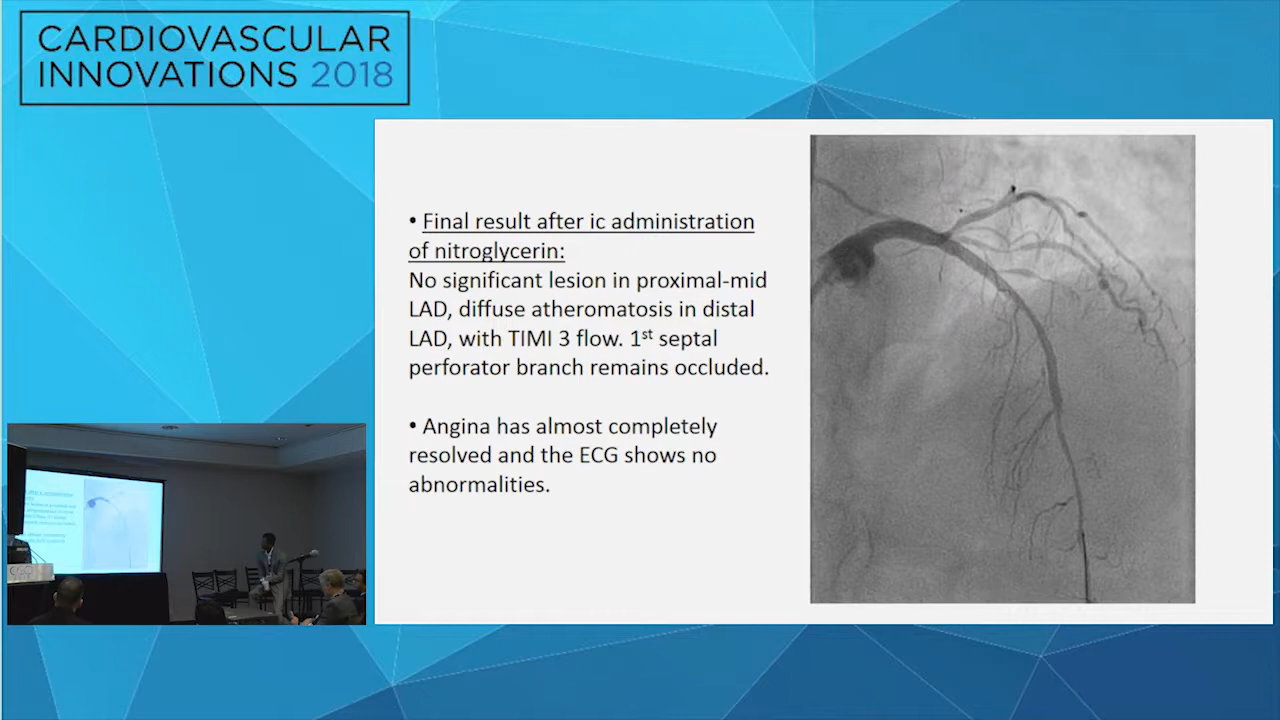 CARDIOVASCULAR
INNOVATIONS 2018
• Final result after ic administration
of nitroglycerin:
No significant lesion in proximal-mid
LAD, diffuse atheromatosis in distal
LAD, with TIMI 3 flow. 1st septal
perforator branch remains occluded.
• Angina has almost completely
resolved and the ECG shows no
abnormalities.